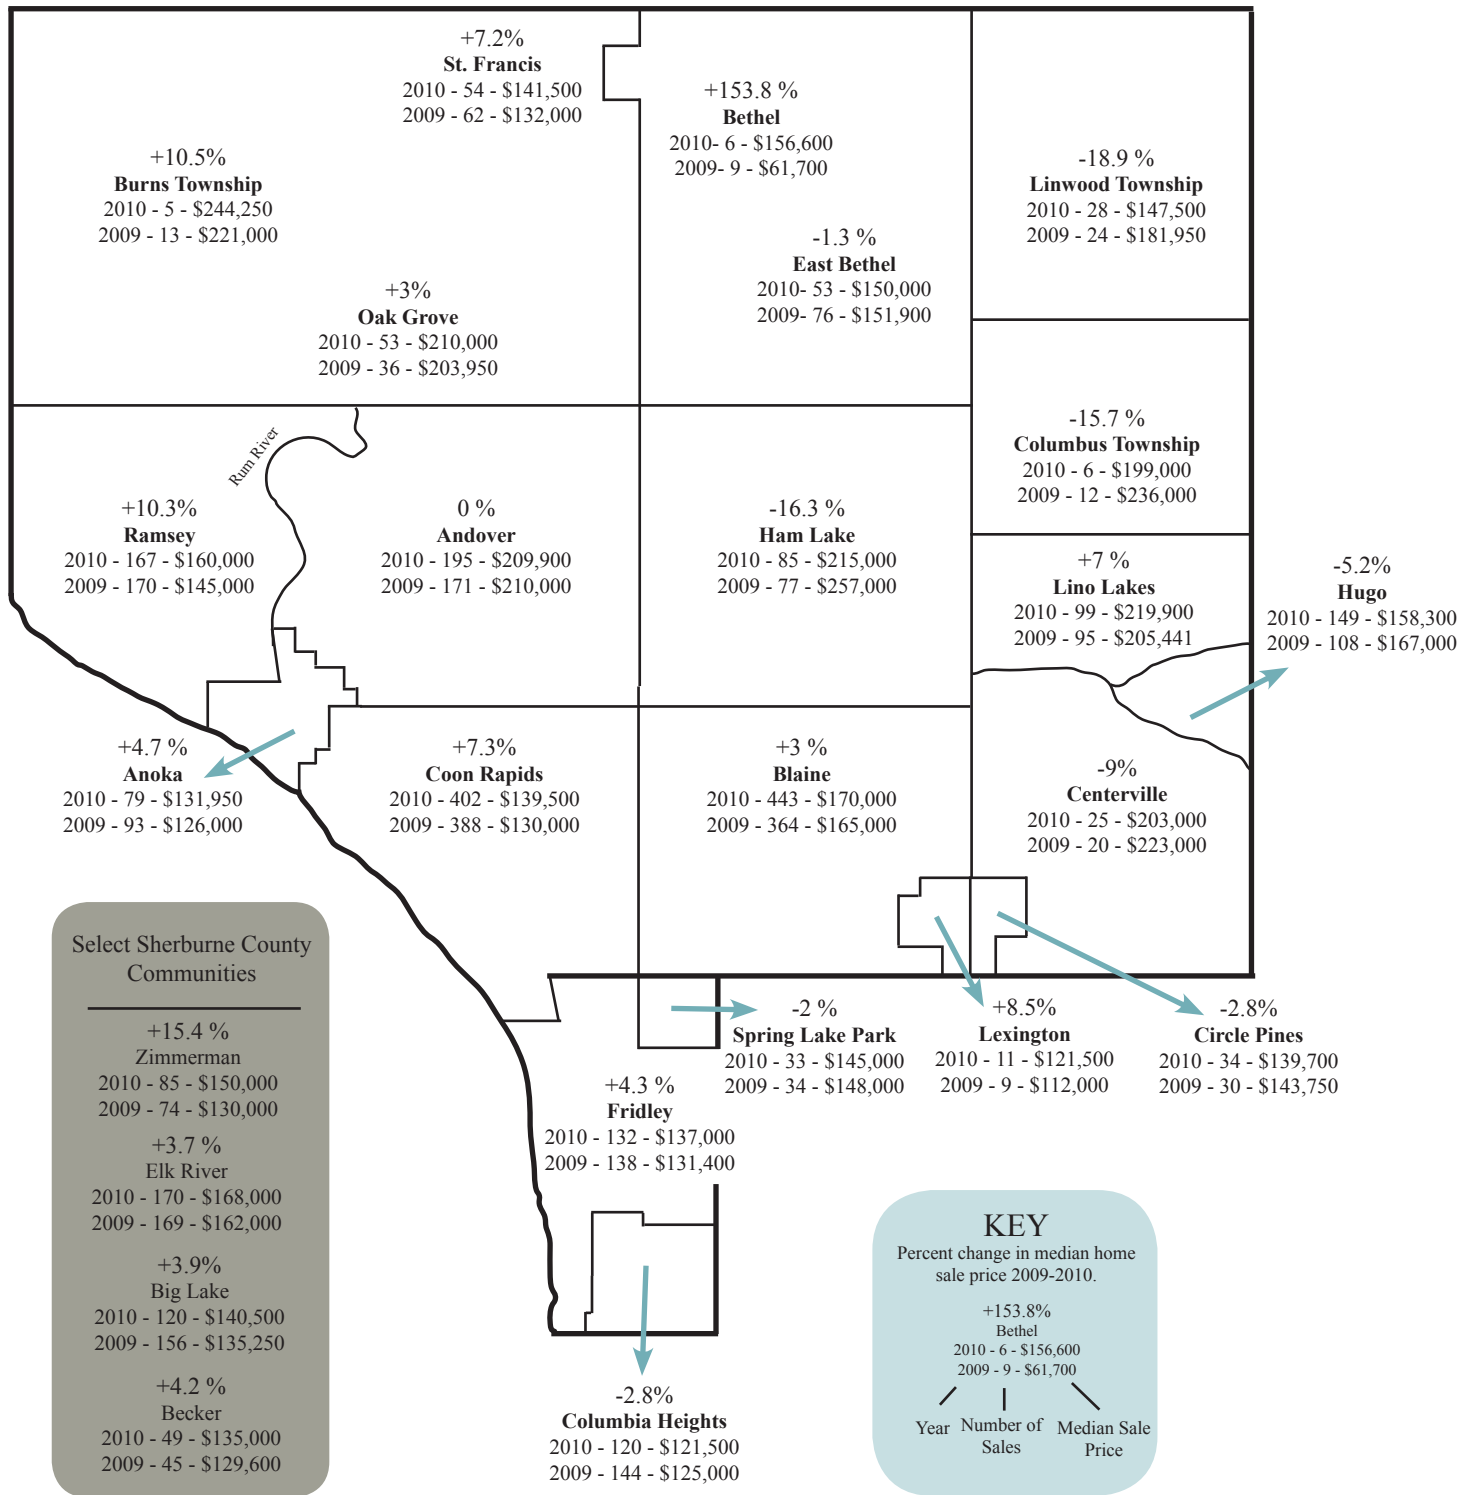 +7.2%
St. Francis
2010 - 54 - $141,500
2009 - 62 - $132,000
+153.8 %
Bethel
2010- 6 - $156,600
2009- 9 - $61,700
+10.5%
Burns Township
2010 - 5 - $244,250
2009 - 13 - $221,000
-18.9 %
Linwood Township
2010 - 28 - $147,500
2009 - 24 - $181,950
-1.3 %
East Bethel
2010- 53 - $150,000
2009- 76 - $151,900
+3%
Oak Grove
2010 - 53 - $210,000
2009 - 36 - $203,950
-15.7 %
Columbus Township
2010 - 6 - $199,000
2009 - 12 - $236,000
Rum River
+10.3%
Ramsey
2010 - 167 - $160,000
2009 - 170 - $145,000
0 %
Andover
2010 - 195 - $209,900
2009 - 171 - $210,000
-16.3 %
Ham Lake
2010 - 85 - $215,000
2009 - 77 - $257,000
+7 %
Lino Lakes
2010 - 99 - $219,900
2009 - 95 - $205,441
-5.2%
Hugo
2010 - 149 - $158,300
2009 - 108 - $167,000
+4.7 %
Anoka
2010 - 79 - $131,950
2009 - 93 - $126,000
+7.3%
Coon Rapids
2010 - 402 - $139,500
2009 - 388 - $130,000
+3 %
Blaine
2010 - 443 - $170,000
2009 - 364 - $165,000
-9%
Centerville
2010 - 25 - $203,000
2009 - 20 - $223,000
-2 %
Spring Lake Park
2010 - 33 - $145,000
2009 - 34 - $148,000
+8.5%
Lexington
2010 - 11 - $121,500
2009 - 9 - $112,000
-2.8%
Circle Pines
2010 - 34 - $139,700
2009 - 30 - $143,750
+4.3 %
Fridley
2010 - 132 - $137,000
2009 - 138 - $131,400
-2.8%
Columbia Heights
2010 - 120 - $121,500
2009 - 144 - $125,000
Select Sherburne County
Communities
+15.4 %
Zimmerman
2010 - 85 - $150,000
2009 - 74 - $130,000
+3.7 %
Elk River
2010 - 170 - $168,000
2009 - 169 - $162,000
+3.9%
Big Lake
2010 - 120 - $140,500
2009 - 156 - $135,250
+4.2 %
Becker
2010 - 49 - $135,000
2009 - 45 - $129,600
KEY
Percent change in median home
sale price 2009-2010.
+153.8%
Bethel
2010 - 6 - $156,600
2009 - 9 - $61,700
Year
Number of
Sales
Median Sale
Price